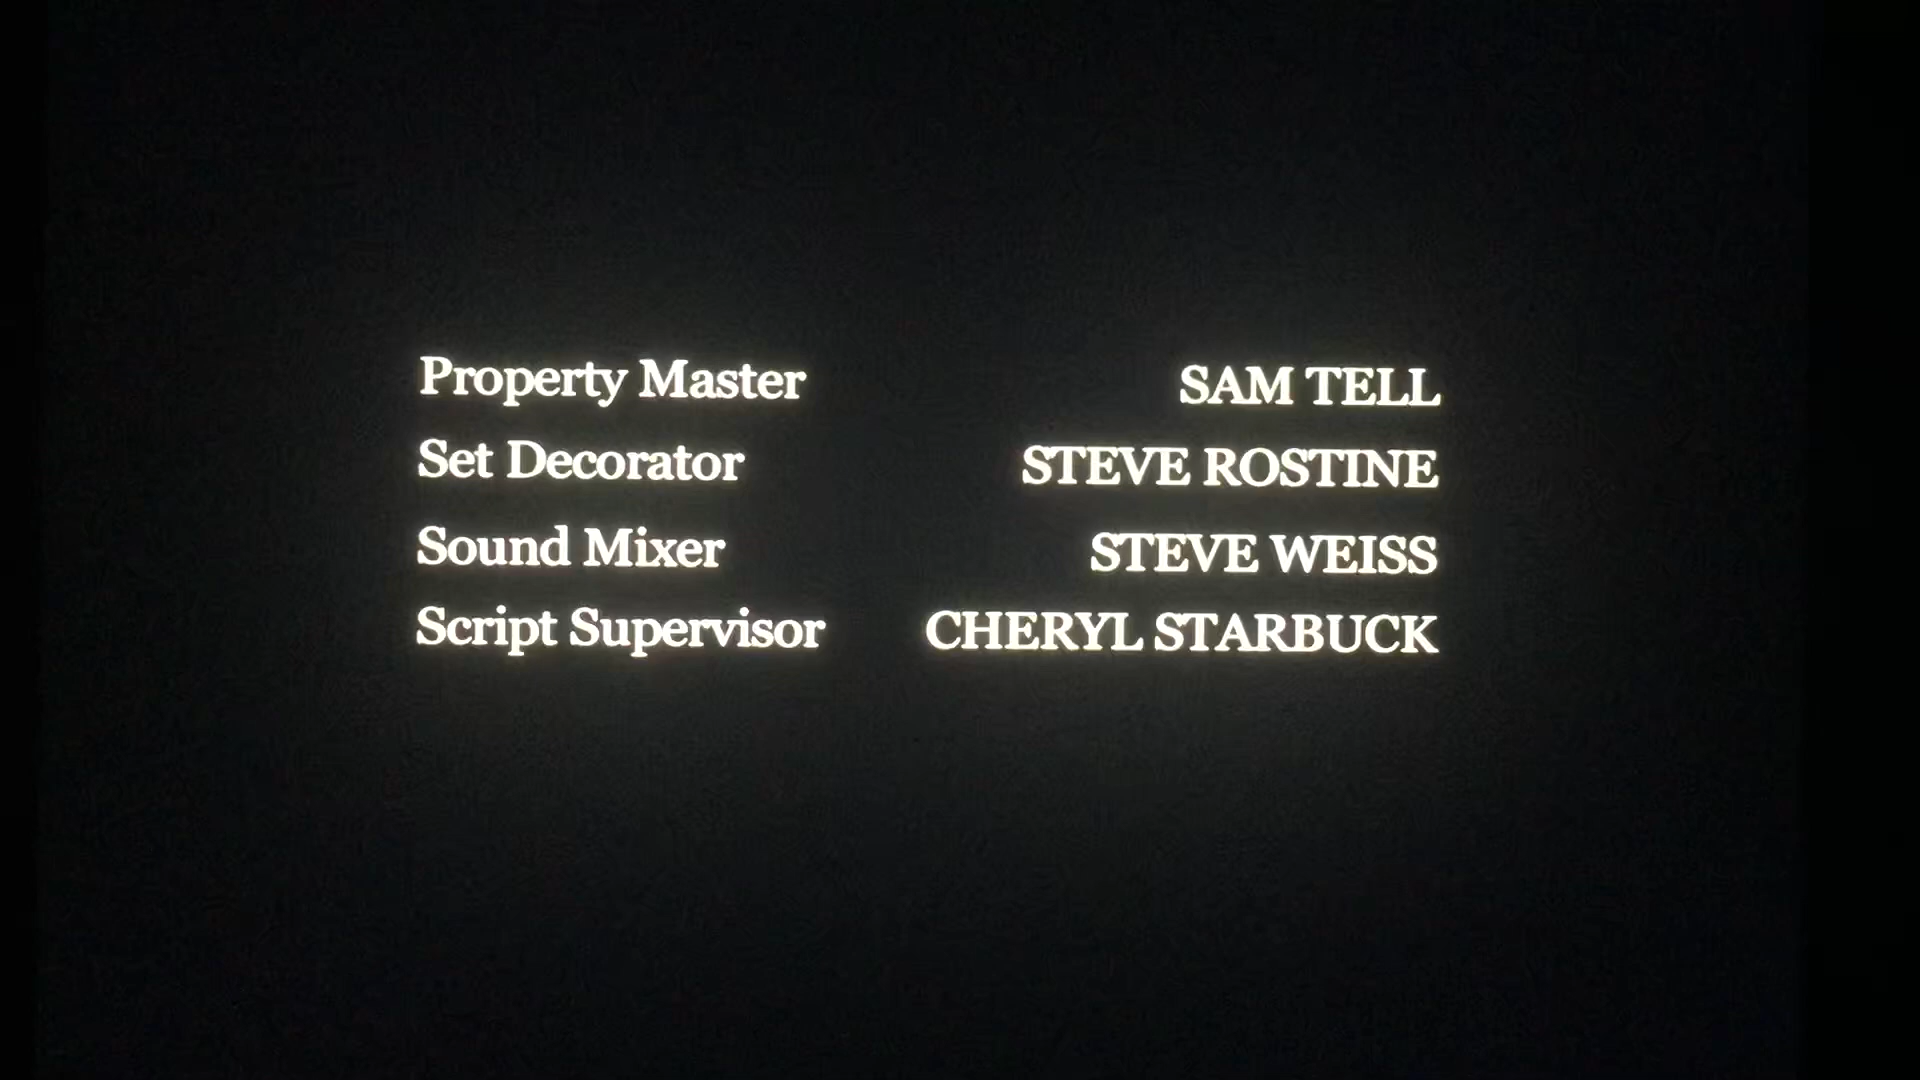 Property Master SAM TELL
Set Decorator STEVE ROSTINE
Sound Mixer STEVE WEISS
Script Supervisor CHERYL STARBUCK